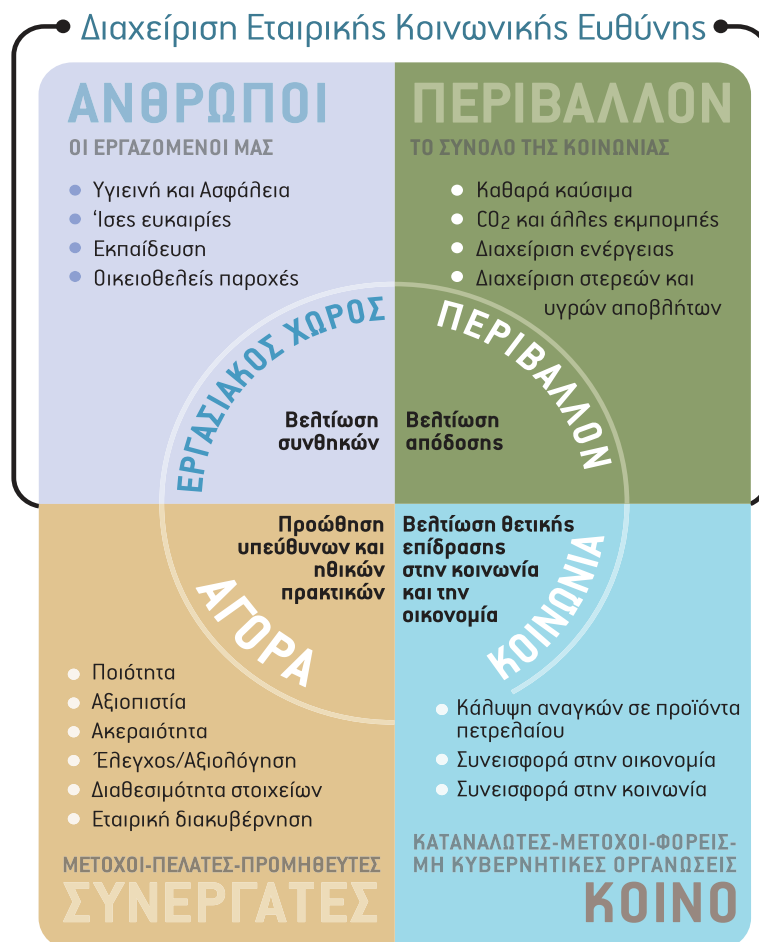 Διαχείριση Εταιρικής Κοινωνικής Ευθύνης
ΑΝΘΡΩΠΟΙ
ΟΙ ΕΡΓΑΖΟΜΕΝΟΙ ΜΑΣ
Υγιεινή και Ασφάλεια
'Ισες ευκαιρίες
Εκπαίδευση
Οικειοθελείς παροχές
ΕΡΓΑΣΙΑΚΟΣ ΧΩΡΟΣ
Βελτίωση
συνθηκών
ΠΕΡΙΒΑΛΛΟΝ
ΤΟ ΣΥΝΟΛΟ ΤΗΣ ΚΟΙΝΩΝΙΑΣ
Καθαρά καύσιμα
CO2 και άλλες εκμπομπές
Διαχείριση ενέργειας
Διαχείριση στερεών και
υγρών αποβλήτων
ΠΕΡΙΒΑΛΛΟΝ
Βελτίωση
απόδοσης
Προώθηση
υπεύθυνων και
ηθικών
πρακτικών
ΑΓΟΡΑ
Ποιότητα
Αξιοπιστία
Ακεραιότητα
Έλεγχος/Αξιολόγηση
Διαθεσιμότητα στοιχείων
Εταιρική διακυβέρνηση
ΜΕΤΟΧΟΙ-ΠΕΛΑΤΕΣ-ΠΡΟΜΗΘΕΥΤΕΣ
ΣΥΝΕΡΓΑΤΕΣ
Βελτίωση θετικής
επίδρασης
στην κοινωνία
και την
οικονομία
ΚΟΙΝΩΝΙΑ
Κάλυψη αναγκών σε προϊόντα
πετρελαίου
Συνεισφορά στην οικονομία
Συνεισφορά στην κοινωνία
ΚΑΤΑΝΑΛΩΤΕΣ-ΜΕΤΟΧΟΙ-ΦΟΡΕΙΣ-
ΜΗ ΚΥΒΕΡΝΗΤΙΚΕΣ ΟΡΓΑΝΩΣΕΙΣ
ΚΟΙΝΟ